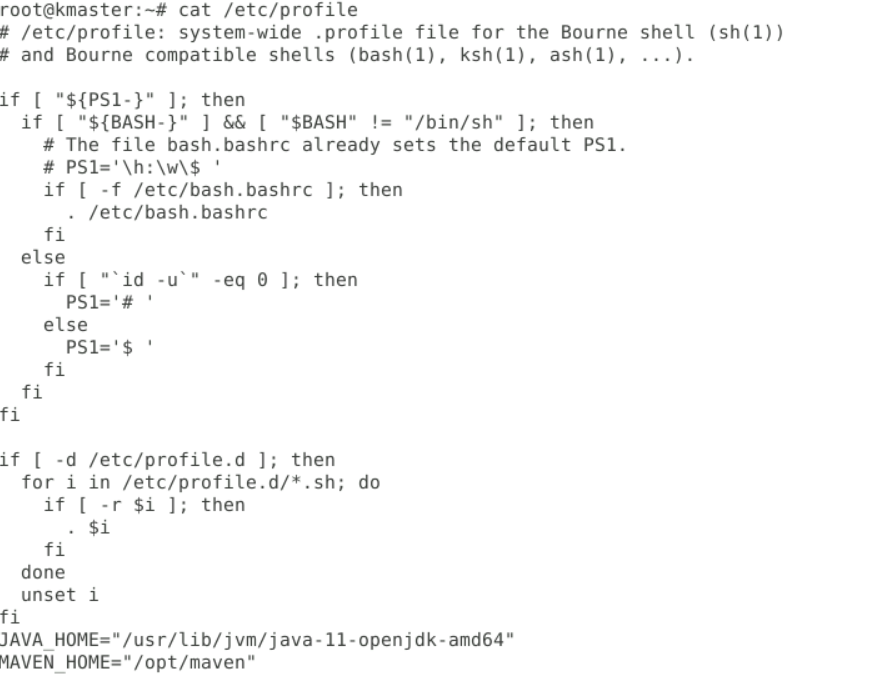 root@kmaster:~# cat /etc/profile
# /etc/profile: system-wide .profile file for the Bourne shell (sh(1))
# and Bourne compatible shells (bash(1), ksh(1), ash(1), ...).

if [ "${PS1-}" ]; then
  if [ "${BASH-}" ] && [ "$BASH" != "/bin/sh" ]; then
    # The file bash.bashrc already sets the default PS1.
    # PS1='\h:\w\$ '
    if [ -f /etc/bash.bashrc ]; then
      . /etc/bash.bashrc
    fi
  else
    if [ "`id -u`" -eq 0 ]; then
      PS1='# '
    else
      PS1='$ '
    fi
  fi
fi

if [ -d /etc/profile.d ]; then
  for i in /etc/profile.d/*.sh; do
    if [ -r $i ]; then
      . $i
    fi
  done
  unset i
fi
JAVA_HOME="/usr/lib/jvm/java-11-openjdk-amd64"
MAVEN_HOME="/opt/maven"